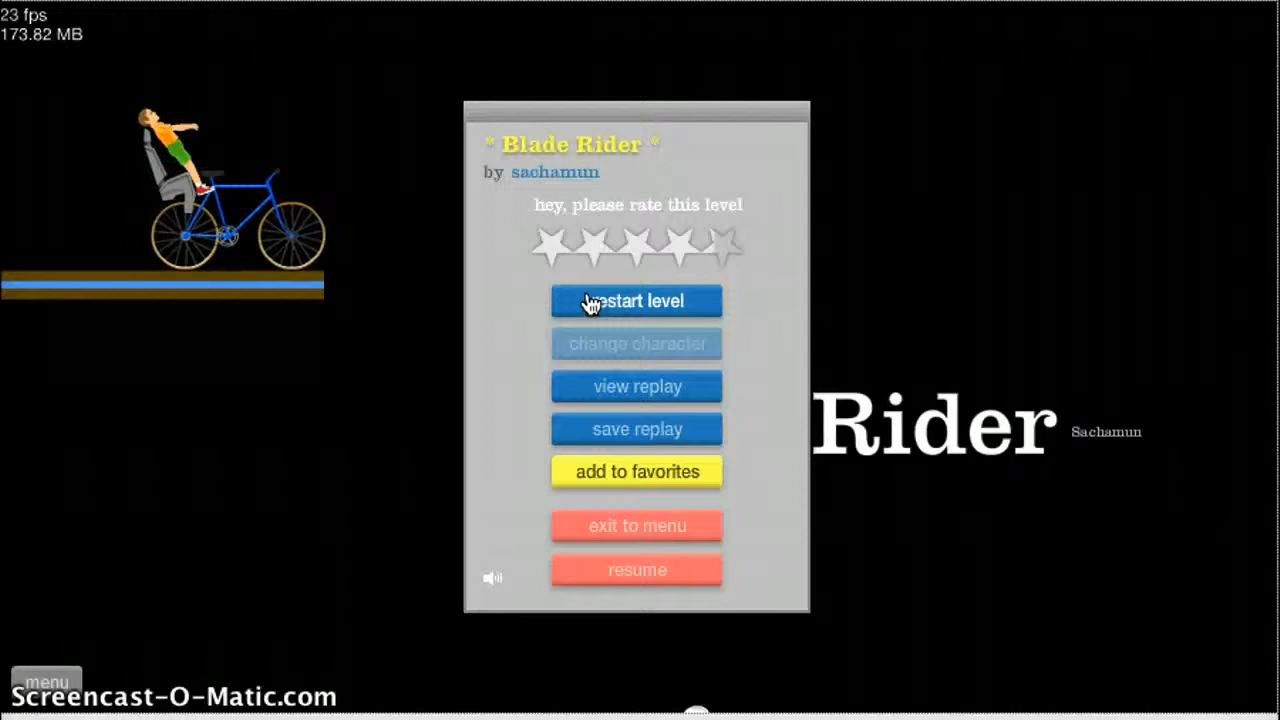 23 fps
173.82 MB
* Blade Rider *
by sachamun
hey, please rate this level
restart level
change character
view replay
save replay
add to favorites
exit to menu
resume
Rider
Sachamun
menu
Screencast-O-Matic.com